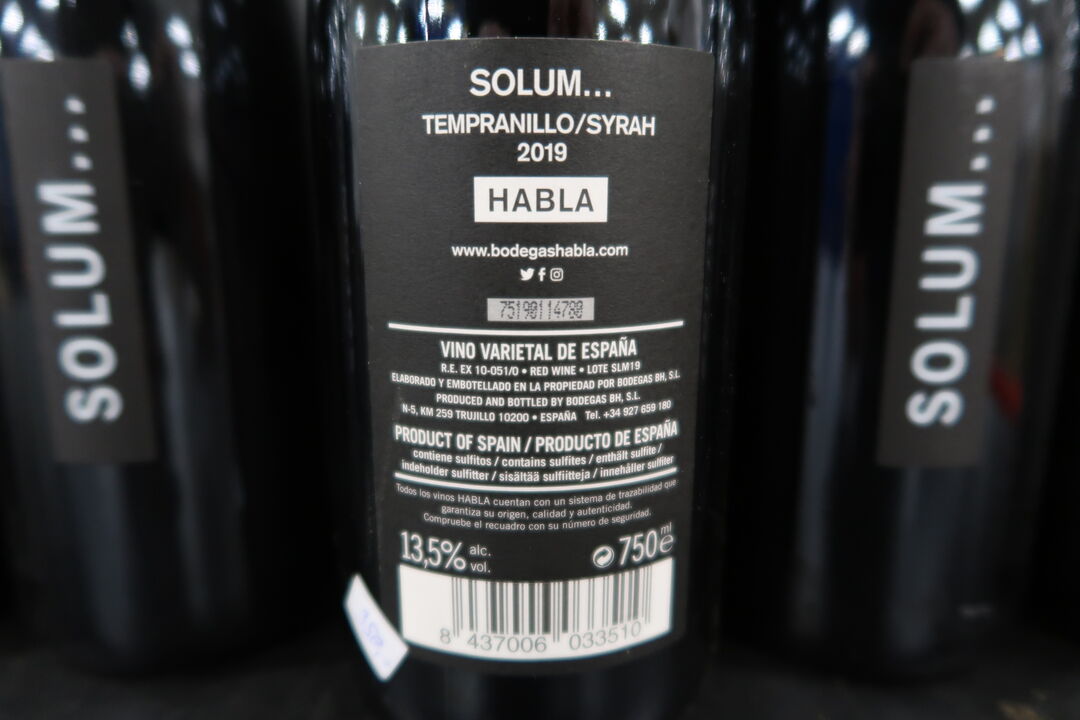 SOLUM...
SOLUM...
TEMPRANILLO/SYRAH
2019
HABLA
www.bodegashabla.com
75190114788
VINO VARIETAL DE ESPAÑA
R.E. EX 10-051/0 • RED WINE • LOTE SLM19
ELABORADO Y EMBOTELLADO EN LA PROPIEDAD POR BODEGAS BH, S.L.
PRODUCED AND BOTTLED BY BODEGAS BH, S.L.
N-5, KM 259 TRUJILLO 10200 • ESPAÑA Tel. +34 927 659 180
PRODUCT OF SPAIN / PRODUCTO DE ESPAÑA
contiene sulfitos / contains sulfites / enthält sulfite /
indeholder sulfitter / sisältää sulfiitteja / innehåller sulfiter
Todos los vinos HABLA cuentan con un sistema de trazabilidad que
garantiza su origen, calidad y autenticidad.
Compruebe el recuadro con su número de seguridad.
13,5% alc. vol.
750 ml e
8 437006 033510
SOLUM...